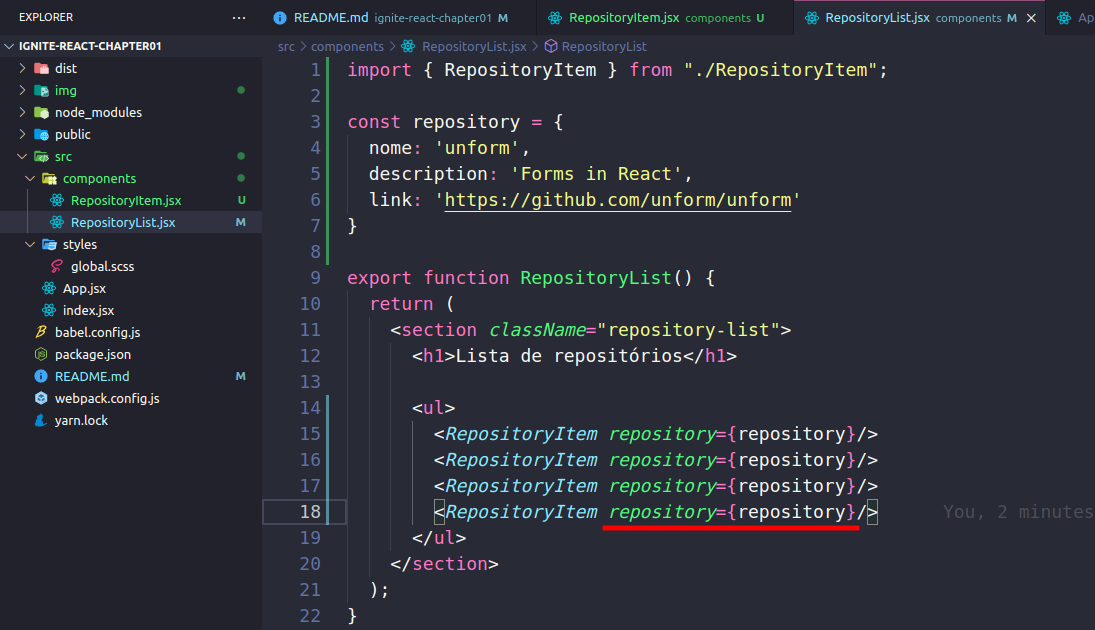 EXPLORER ...
README.md ignite-react-chapter01 M
RepositoryItem.jsx components U
RepositoryList.jsx components M
Ap
IGNITE-REACT-CHAPTER01
dist
img
node_modules
public
src
components
RepositoryItem.jsx U
RepositoryList.jsx M
styles
global.scss
App.jsx
index.jsx
babel.config.js
package.json
README.md M
webpack.config.js
yarn.lock
src > components > RepositoryList.jsx > RepositoryList
1 import { RepositoryItem } from "./RepositoryItem";
2
3 const repository = {
4 nome: 'unform',
5 description: 'Forms in React',
6 link: 'https://github.com/unform/unform'
7 }
8
9 export function RepositoryList() {
10 return (
11 <section className="repository-list">
12 <h1>Lista de repositórios</h1>
13
14 <ul>
15 <RepositoryItem repository={repository}/>
16 <RepositoryItem repository={repository}/>
17 <RepositoryItem repository={repository}/>
18 <RepositoryItem repository={repository}/> You, 2 minutes
19 </ul>
20 </section>
21 );
22 }